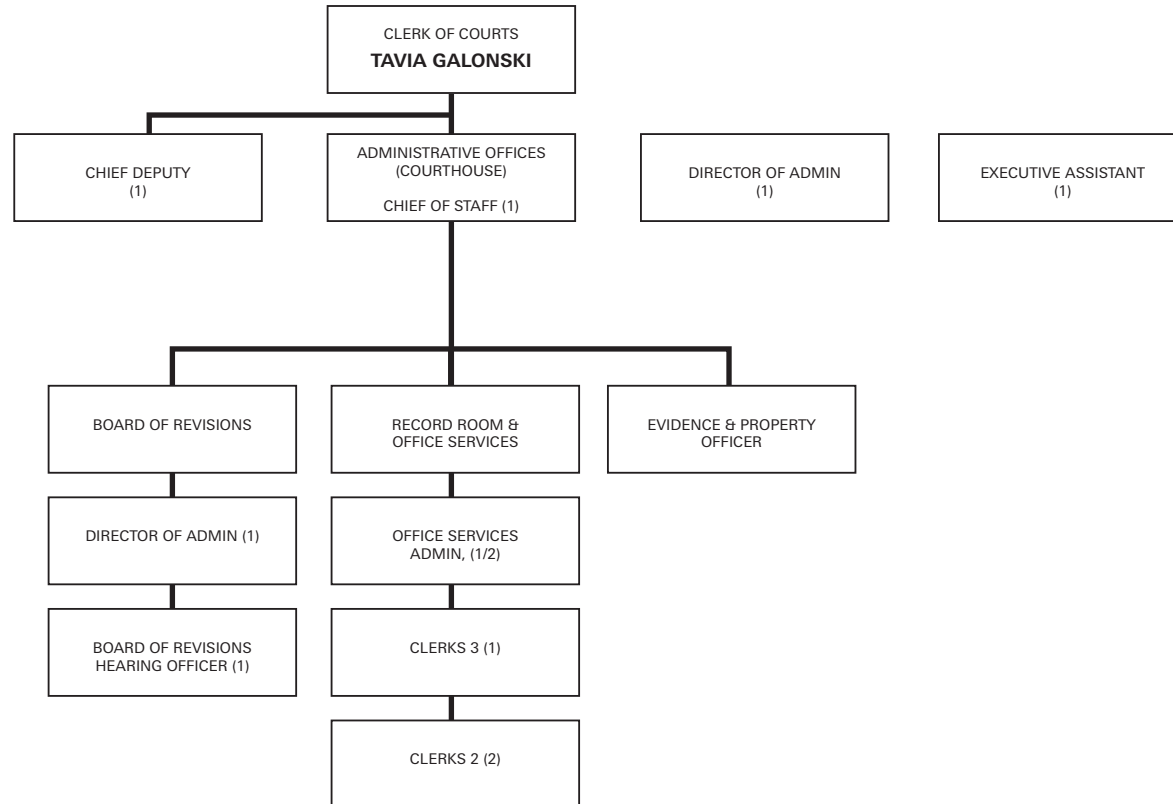 CLERK OF COURTS
TAVIA GALONSKI
CHIEF DEPUTY
(1)
ADMINISTRATIVE OFFICES
(COURTHOUSE)
CHIEF OF STAFF (1)
DIRECTOR OF ADMIN
(1)
EXECUTIVE ASSISTANT
(1)
BOARD OF REVISIONS
RECORD ROOM &
OFFICE SERVICES
EVIDENCE & PROPERTY
OFFICER
DIRECTOR OF ADMIN (1)
OFFICE SERVICES
ADMIN, (1/2)
BOARD OF REVISIONS
HEARING OFFICER (1)
CLERKS 3 (1)
CLERKS 2 (2)